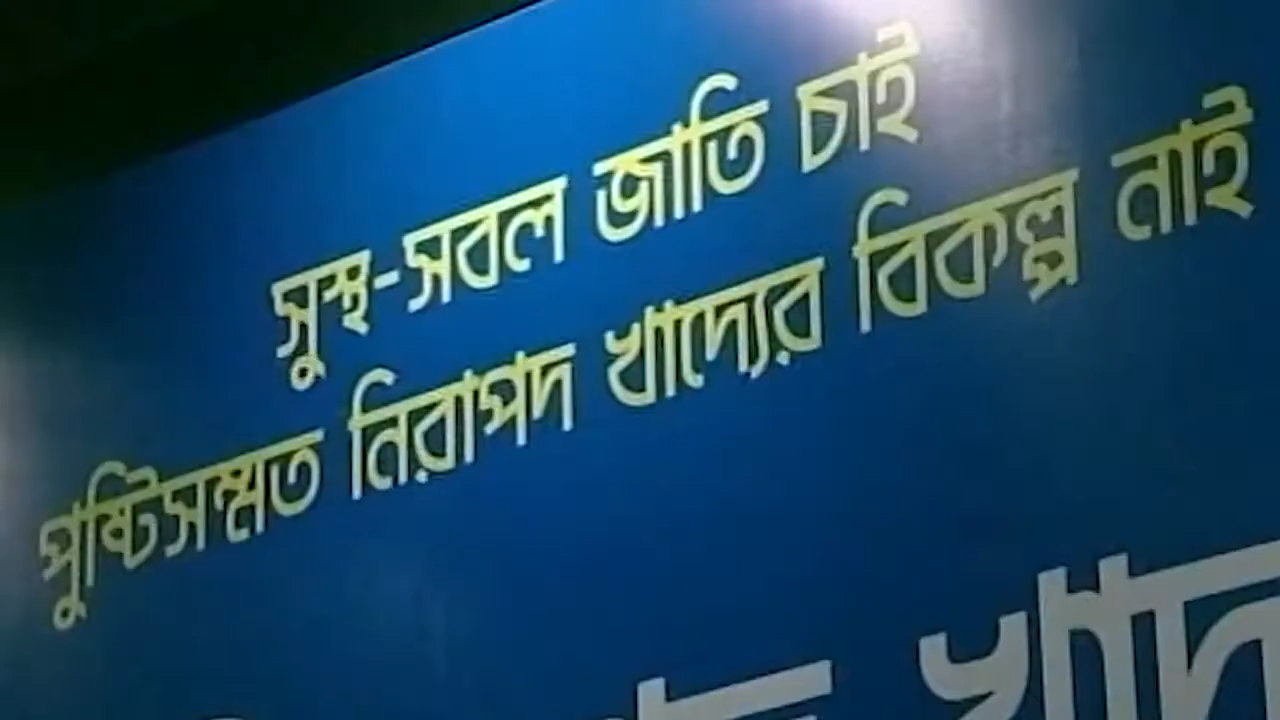 সুস্থ-সবল জাতি চাই
পুষ্টিসম্মত নিরাপদ খাদ্যের বিকল্প নাই